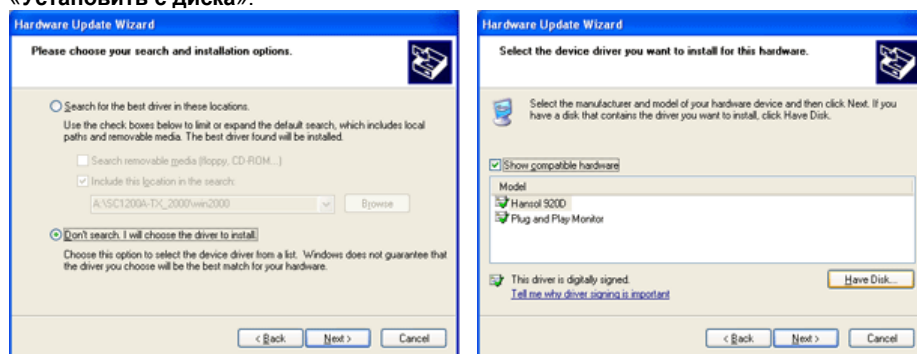 «Установить с диска».
Hardware Update Wizard
Please choose your search and installation options.
Search for the best driver in these locations.
Use the check boxes below to limit or expand the default search, which includes local
paths and removable media. The best driver found will be installed.
Search removable media (floppy, CD-ROM...)
Include this location in the search:
A:\SC1200A-TX_2000\win2000
Browse
Don't search. I will choose the driver to install.
Choose this option to select the device driver from a list. Windows does not guarantee that
the driver you choose will be the best match for your hardware.
< Back
Next >
Cancel
Hardware Update Wizard
Select the device driver you want to install for this hardware.
Select the manufacturer and model of your hardware device and then click Next. If you
have a disk that contains the driver you want to install, click Have Disk.
Show compatible hardware
Model
Hansol 920D
Plug and Play Monitor
This driver is digitally signed.
Tell me why driver signing is important
Have Disk...
< Back
Next >
Cancel